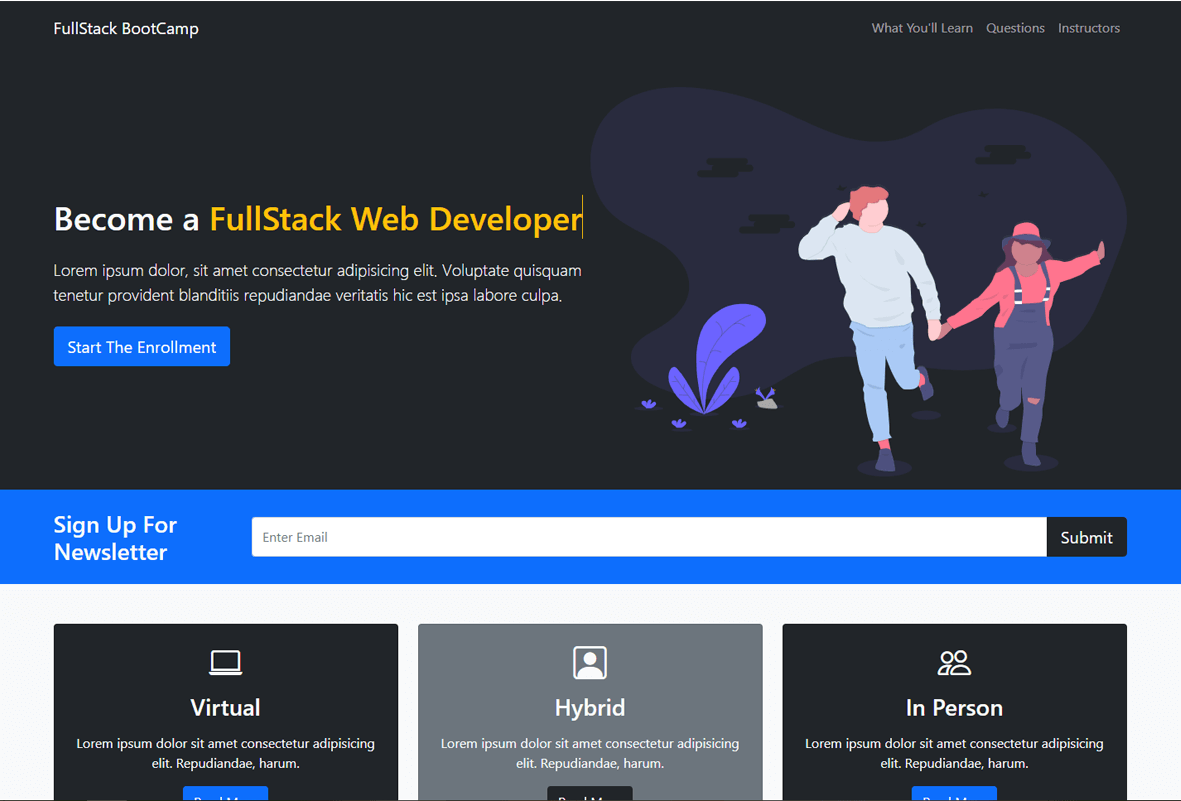 FullStack BootCamp
What You'll Learn Questions Instructors
Become a FullStack Web Developer
Lorem ipsum dolor, sit amet consectetur adipisicing elit. Voluptate quisquam
tenetur provident blanditiis repudiandae veritatis hic est ipsa labore culpa.
Start The Enrollment
Sign Up For
Newsletter
Enter Email
Submit
Virtual
Lorem ipsum dolor sit amet consectetur adipisicing
elit. Repudiandae, harum.
Hybrid
Lorem ipsum dolor sit amet consectetur adipisicing
elit. Repudiandae, harum.
In Person
Lorem ipsum dolor sit amet consectetur adipisicing
elit. Repudiandae, harum.